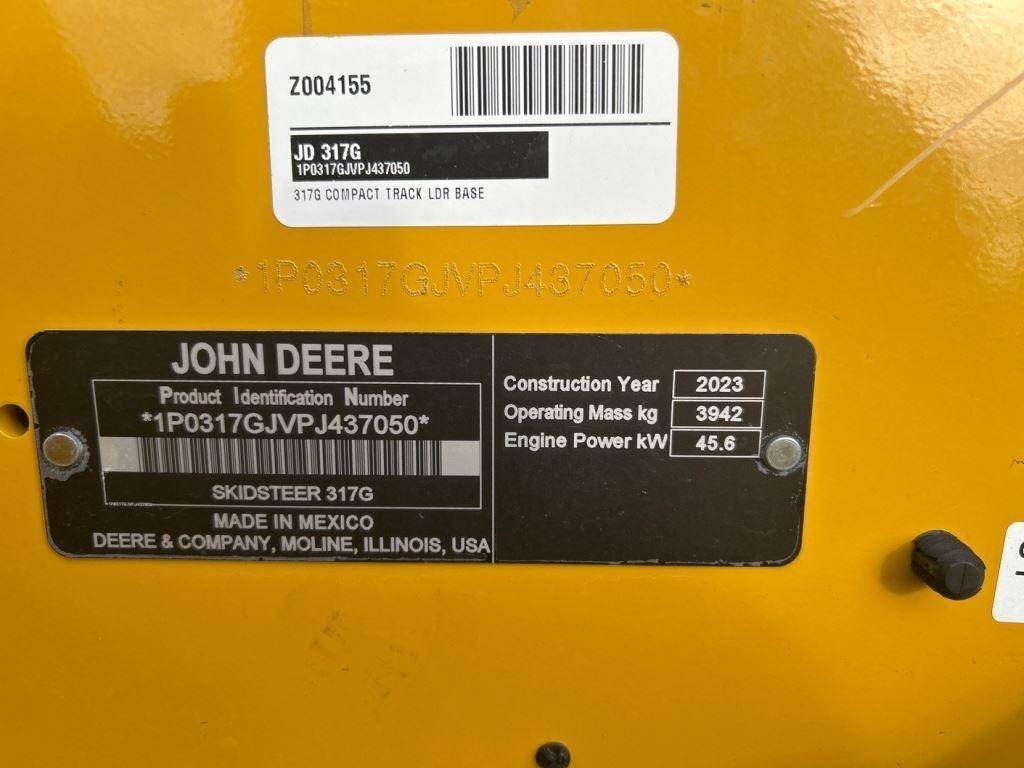 Z004155
JD 317G
1P0317GJVPJ437050
317G COMPACT TRACK LDR BASE
*1P0317GJVPJ437050*
JOHN DEERE
Product Identification Number
*1P0317GJVPJ437050*
SKIDSTEER 317G
MADE IN MEXICO
DEERE & COMPANY, MOLINE, ILLINOIS, USA
Construction Year 2023
Operating Mass kg 3942
Engine Power kW 45.6